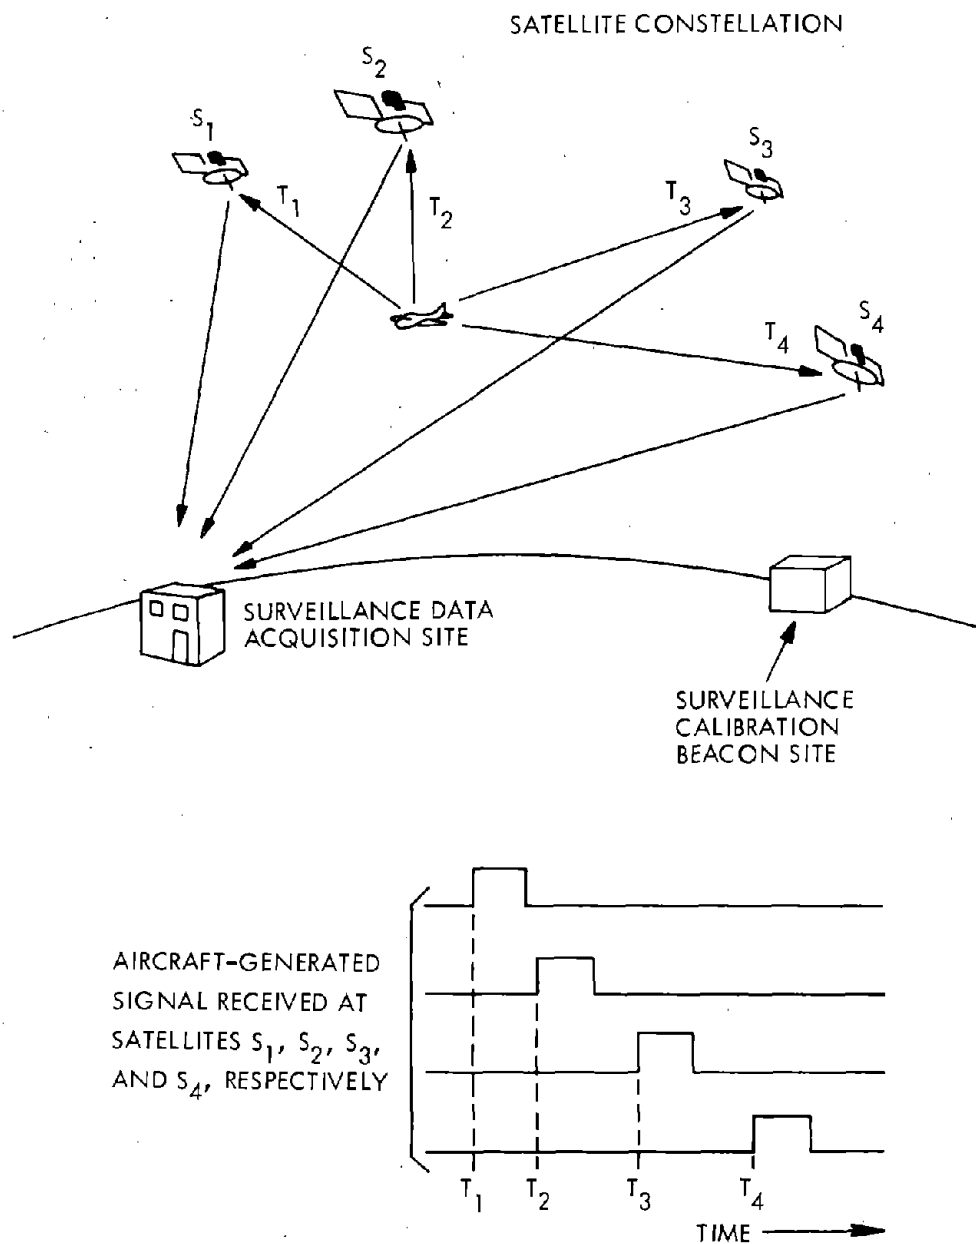 SATELLITE CONSTELLATION
S1
S2
S3
S4
T1
T2
T3
T4
SURVEILLANCE DATA
ACQUISITION SITE
SURVEILLANCE
CALIBRATION
BEACON SITE
AIRCRAFT-GENERATED
SIGNAL RECEIVED AT
SATELLITES S1, S2, S3,
AND S4, RESPECTIVELY
T1 T2 T3 T4
TIME